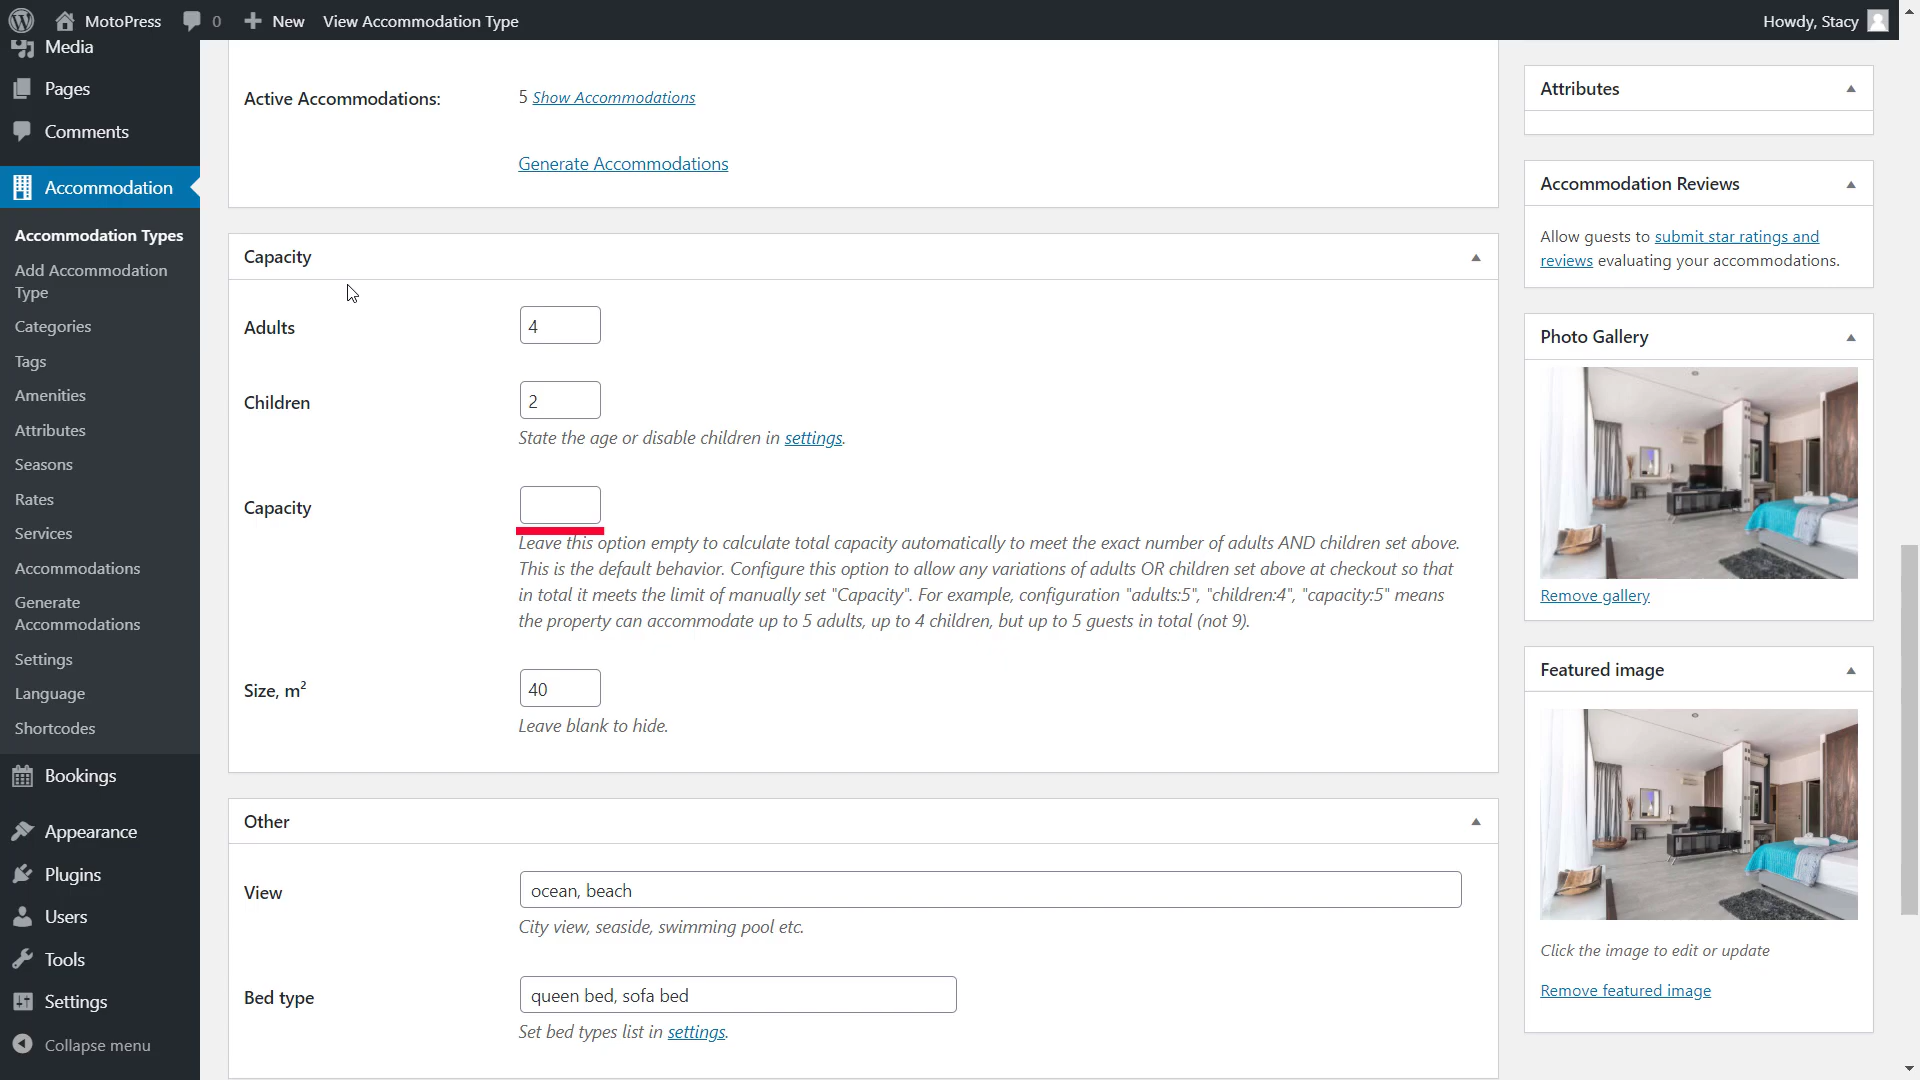 MotoPress
0
New
View Accommodation Type
Howdy, Stacy
Media
Pages
Comments
Accommodation
Accommodation Types
Add Accommodation
Type
Categories
Tags
Amenities
Attributes
Seasons
Rates
Services
Accommodations
Generate
Accommodations
Settings
Language
Shortcodes
Bookings
Appearance
Plugins
Users
Tools
Settings
Collapse menu
Active Accommodations:
5 Show Accommodations
Generate Accommodations
Capacity
Adults
4
Children
2
State the age or disable children in settings.
Capacity
Leave this option empty to calculate total capacity automatically to meet the exact number of adults AND children set above.
This is the default behavior. Configure this option to allow any variations of adults OR children set above at checkout so that
in total it meets the limit of manually set "Capacity". For example, configuration "adults:5", "children:4", "capacity:5" means
the property can accommodate up to 5 adults, up to 4 children, but up to 5 guests in total (not 9).
Size, m²
40
Leave blank to hide.
Other
View
ocean, beach
City view, seaside, swimming pool etc.
Bed type
queen bed, sofa bed
Set bed types list in settings.
Attributes
Accommodation Reviews
Allow guests to submit star ratings and
reviews evaluating your accommodations.
Photo Gallery
Remove gallery
Featured image
Click the image to edit or update
Remove featured image